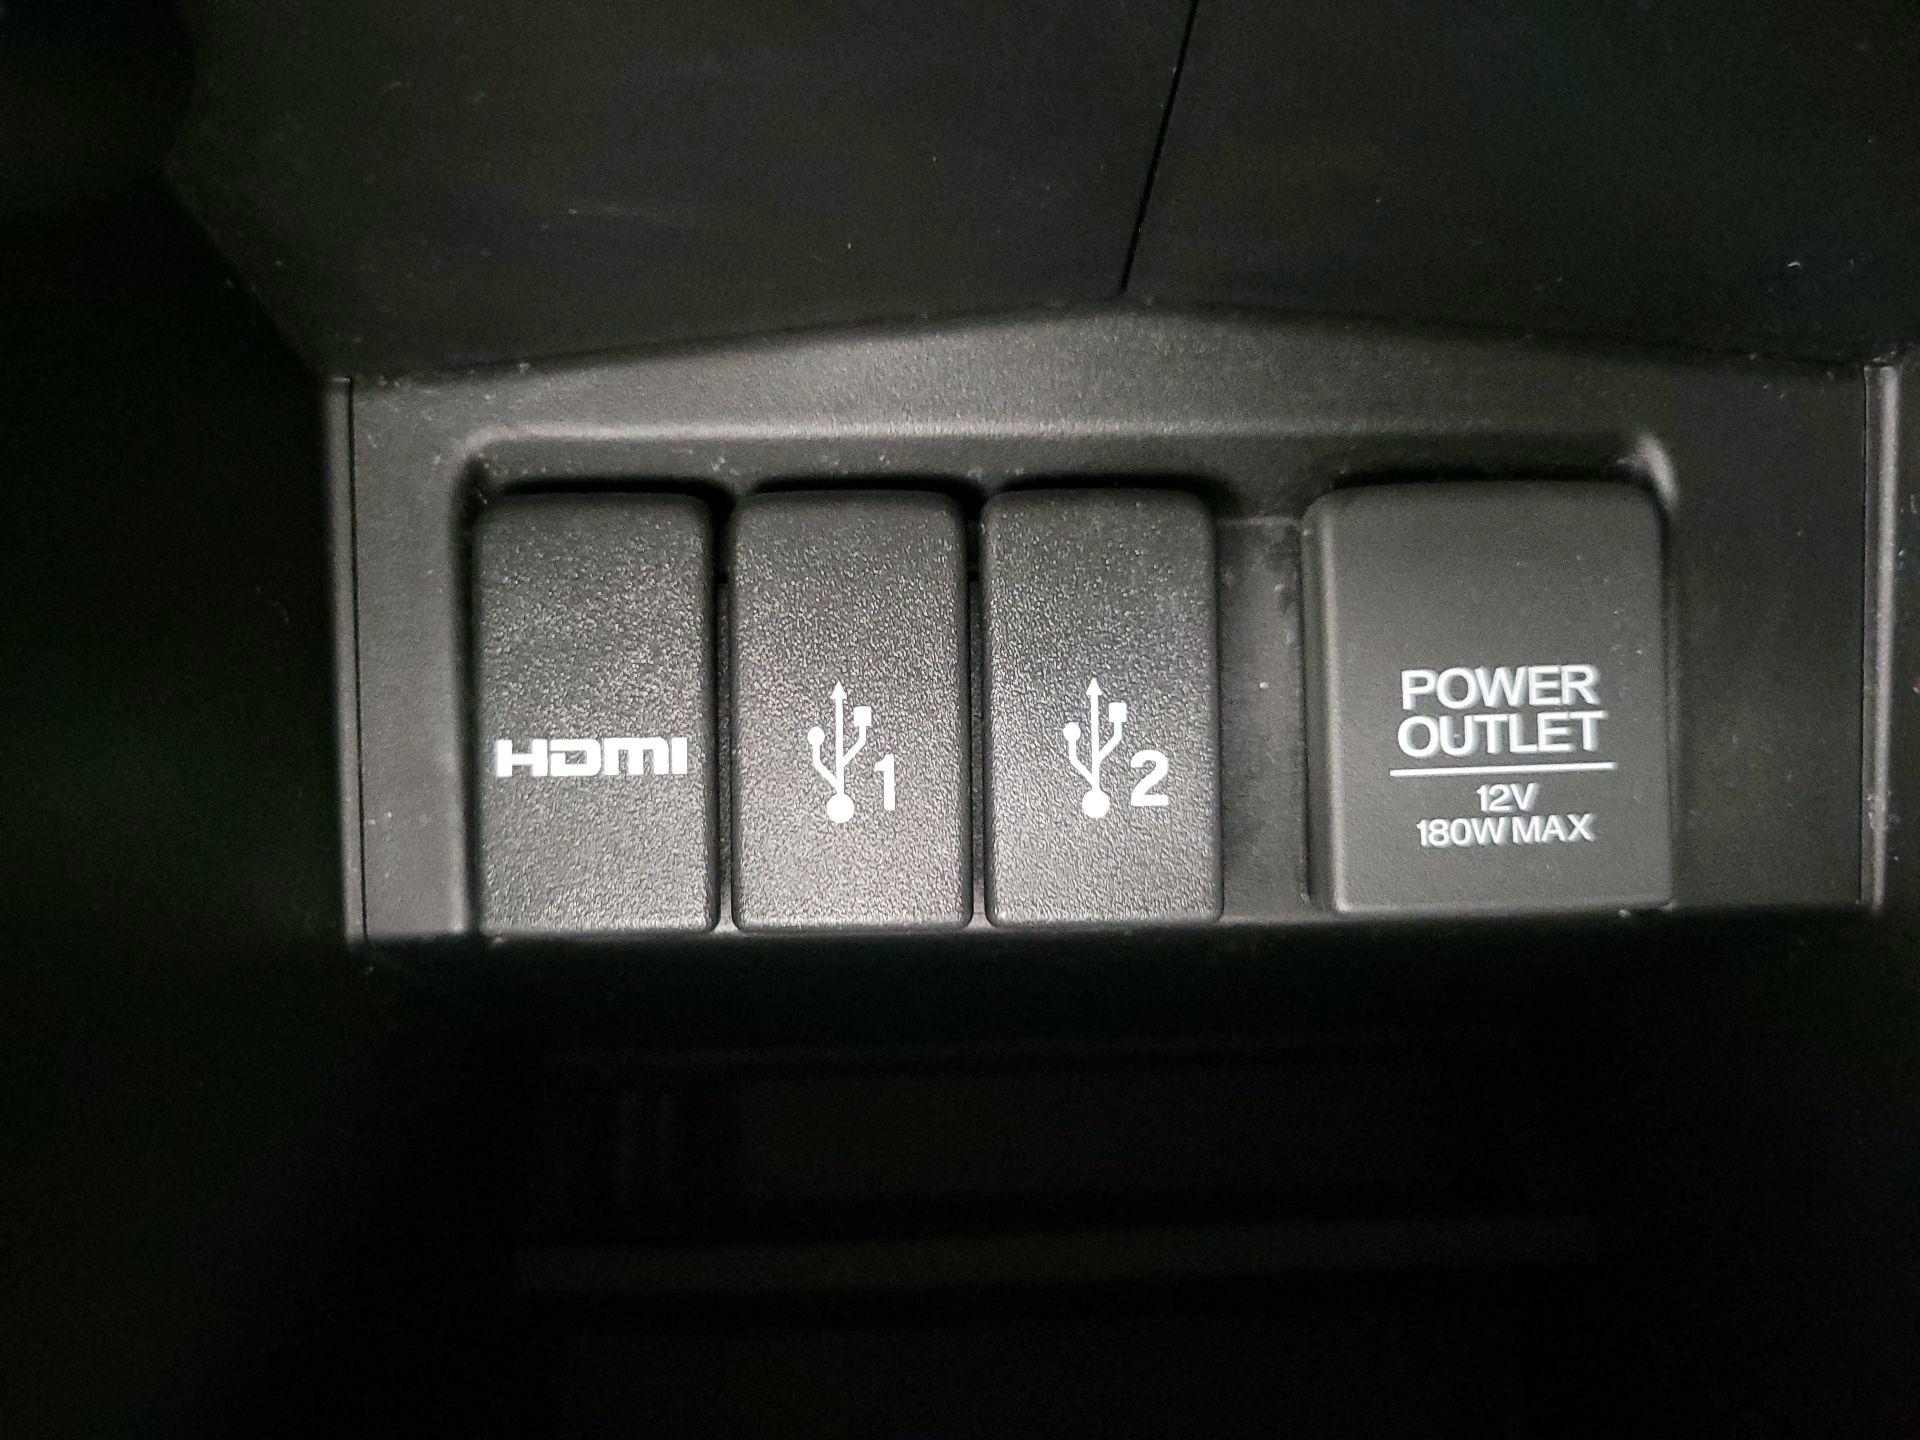 HDMI
1
2
POWER
OUTLET
12V
180W MAX